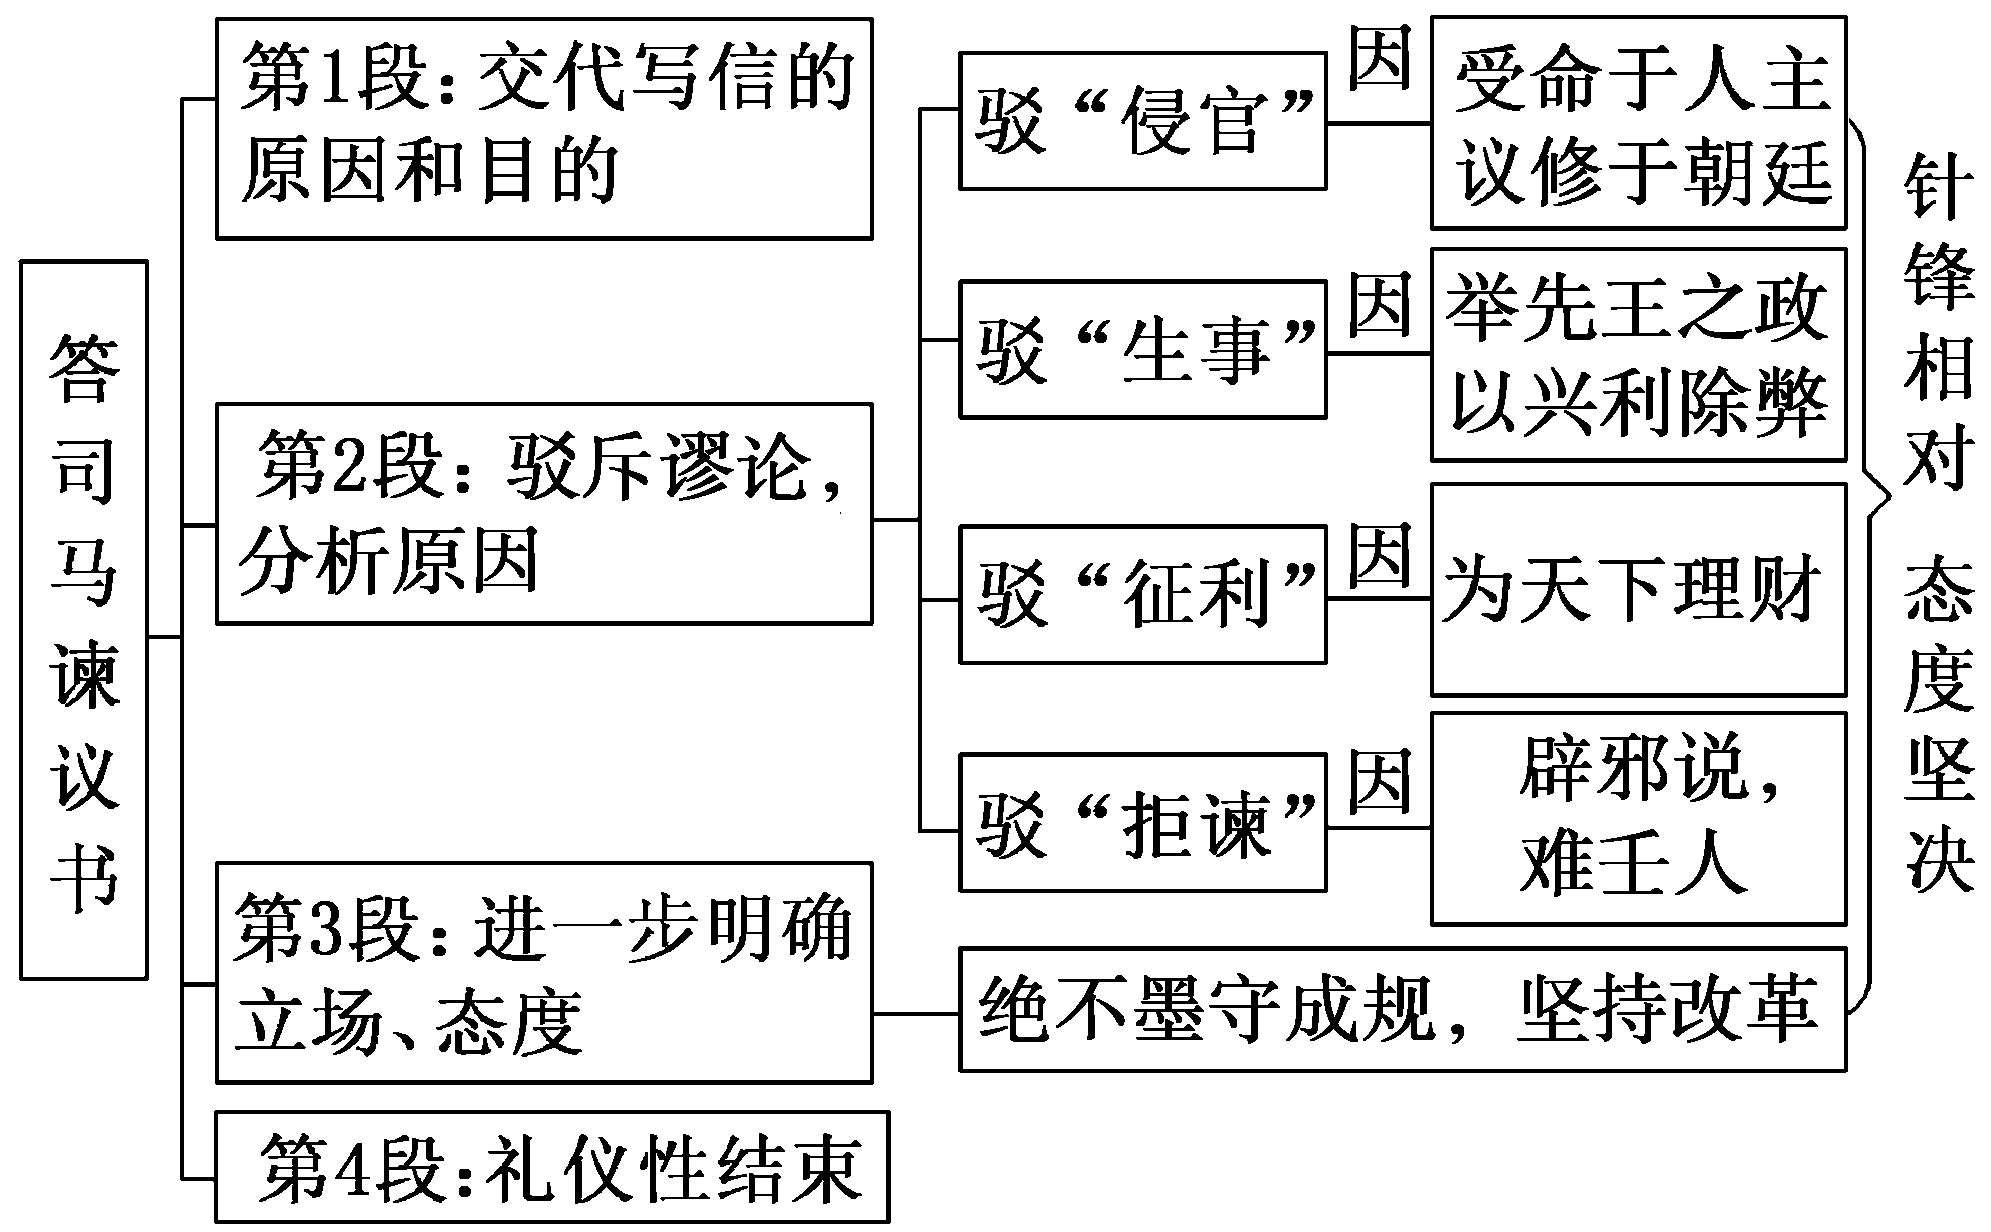 答司马谏议书
第1段：交代写信的
原因和目的
第2段：驳斥谬论，
分析原因
驳“侵官”
因
受命于人主
议修于朝廷
驳“生事”
因
举先王之政
以兴利除弊
驳“征利”
因
为天下理财
驳“拒谏”
因
辟邪说，
难壬人
第3段：进一步明确
立场、态度
绝不墨守成规，坚持改革
第4段：礼仪性结束
针锋相对 态度坚决